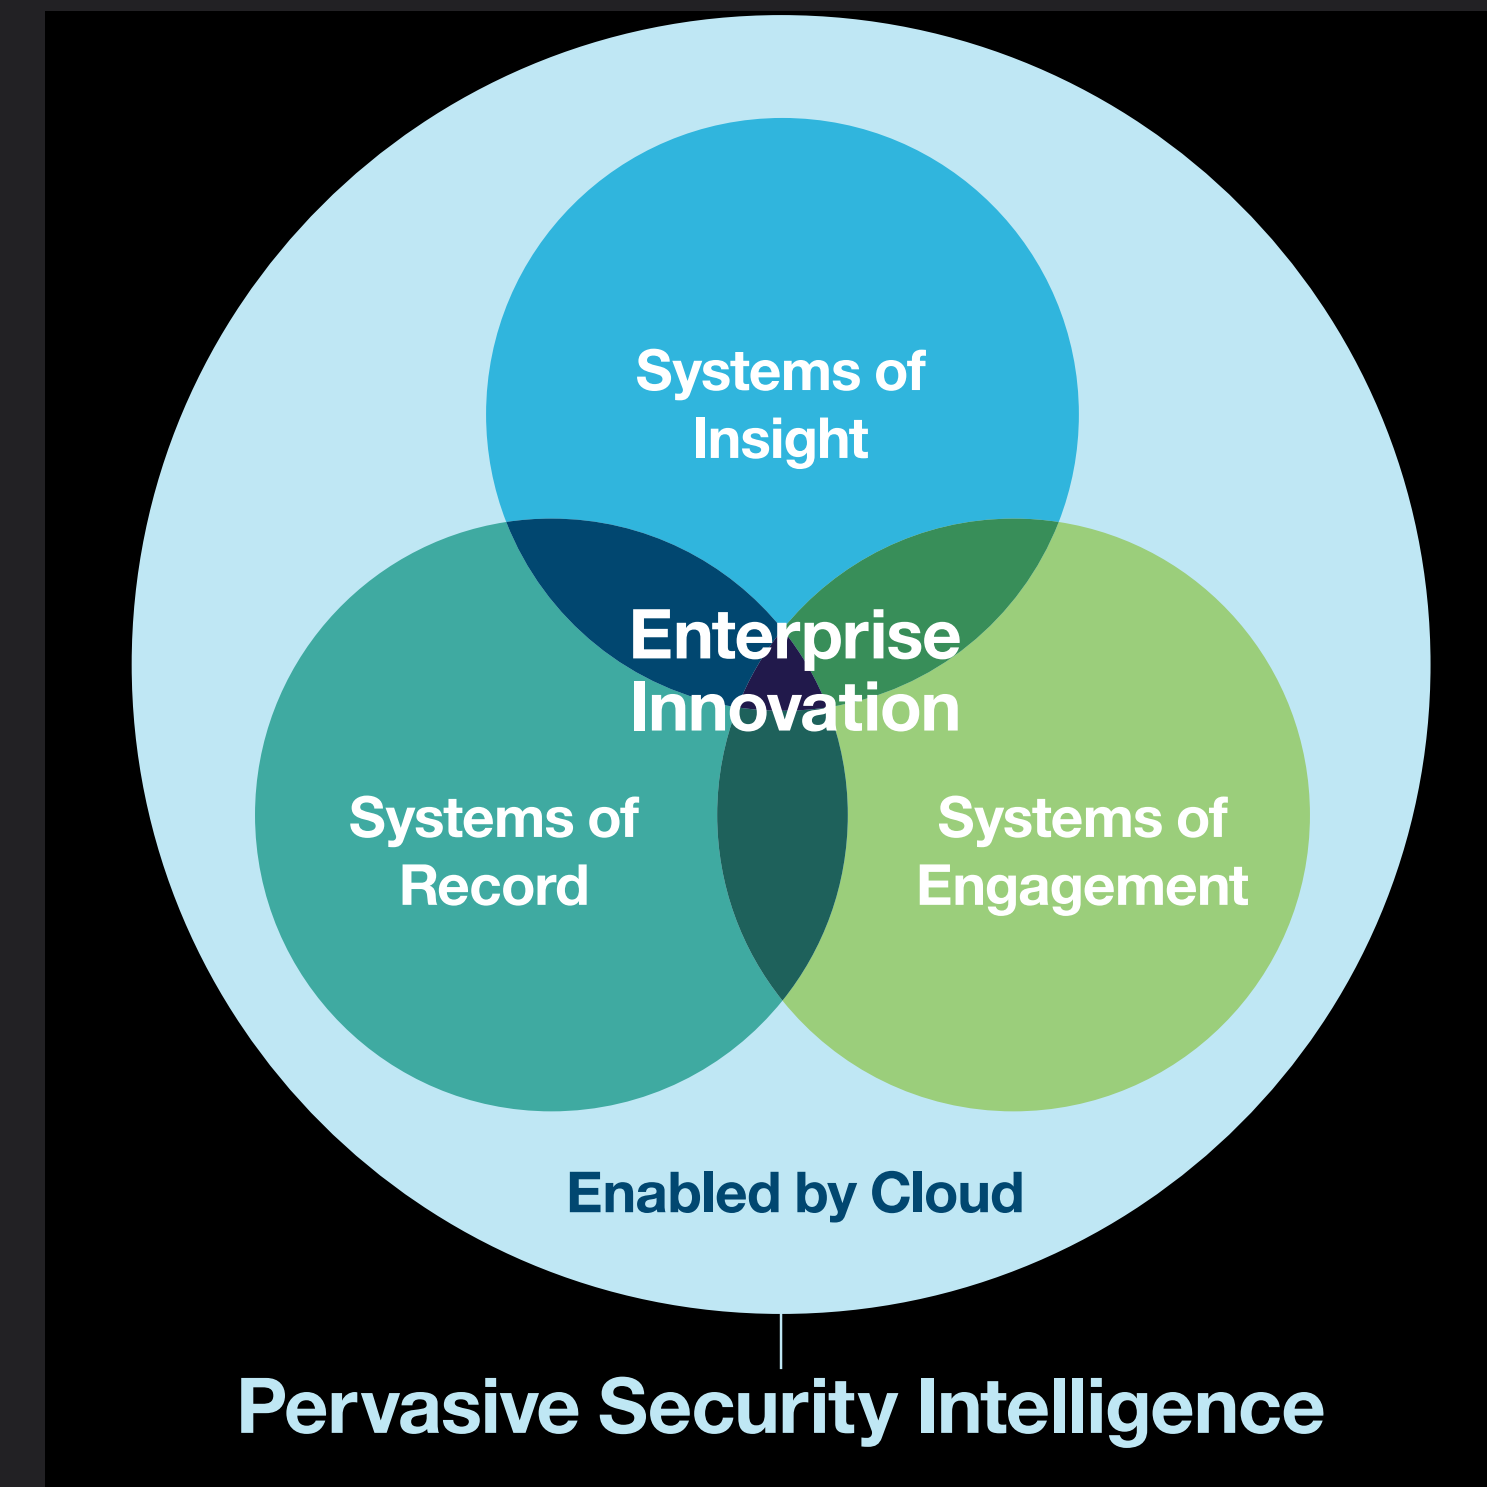 Systems of
Insight
Enterprise
Innovation
Systems of
Record
Systems of
Engagement
Enabled by Cloud
Pervasive Security Intelligence